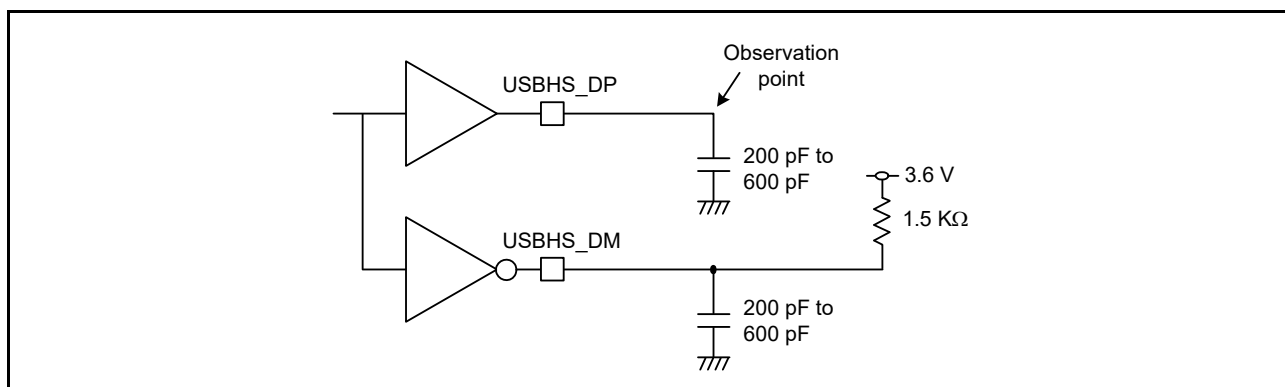 Observation
point
USBHS_DP
200 pF to
600 pF
3.6 V
1.5 KΩ
USBHS_DM
200 pF to
600 pF